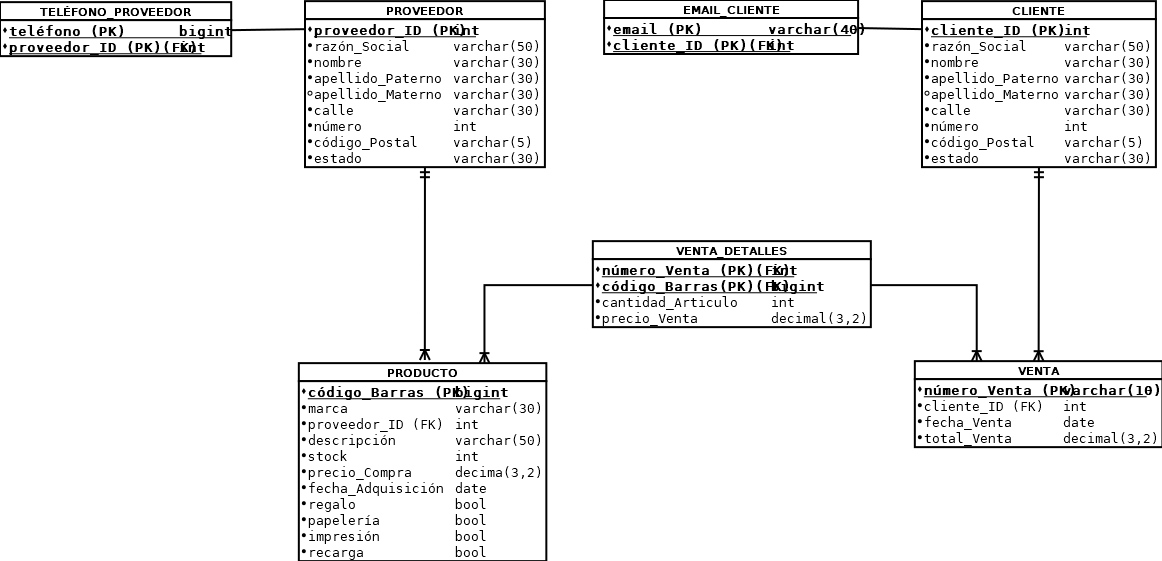 TELÉFONO_PROVEEDOR
teléfono (PK) bigint
proveedor_ID (PK)(FK) int
PROVEEDOR
proveedor_ID (PK) int
razón_Social varchar(50)
nombre varchar(30)
apellido_Paterno varchar(30)
apellido_Materno varchar(30)
calle varchar(30)
número int
código_Postal varchar(5)
estado varchar(30)
EMAIL_CLIENTE
email (PK) varchar(40)
cliente_ID (PK)(FK) int
CLIENTE
cliente_ID (PK) int
razón_Social varchar(50)
nombre varchar(30)
apellido_Paterno varchar(30)
apellido_Materno varchar(30)
calle varchar(30)
número int
código_Postal varchar(5)
estado varchar(30)
VENTA_DETALLES
número_Venta (PK)(FK) int
código_Barras(PK)(FK) bigint
cantidad_Articulo int
precio_Venta decimal(3,2)
PRODUCTO
código_Barras (PK) bigint
marca varchar(30)
proveedor_ID (FK) int
descripción varchar(50)
stock int
precio_Compra decima(3,2)
fecha_Adquisición date
regalo bool
papelería bool
impresión bool
recarga bool
VENTA
número_Venta (PK) varchar(10)
cliente_ID (FK) int
fecha_Venta date
total_Venta decimal(3,2)